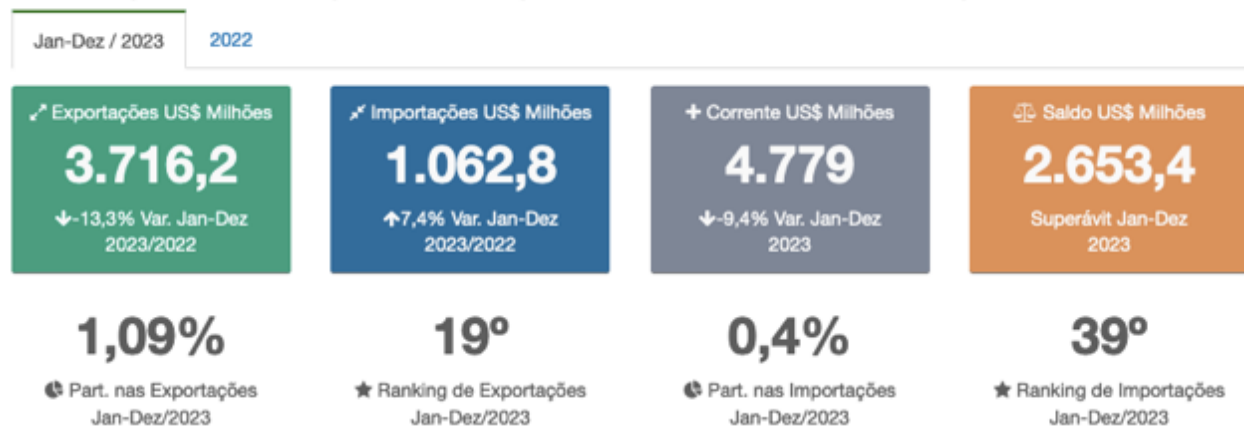 Jan-Dez / 2023
2022
Exportações US$ Milhões
3.716,2
-13,3% Var. Jan-Dez
2023/2022
Importações US$ Milhões
1.062,8
7,4% Var. Jan-Dez
2023/2022
Corrente US$ Milhões
4.779
-9,4% Var. Jan-Dez
2023
Saldo US$ Milhões
2.653,4
Superávit Jan-Dez
2023
1,09%
Part. nas Exportações
Jan-Dez/2023
19º
Ranking de Exportações
Jan-Dez/2023
0,4%
Part. nas Importações
Jan-Dez/2023
39º
Ranking de Importações
Jan-Dez/2023